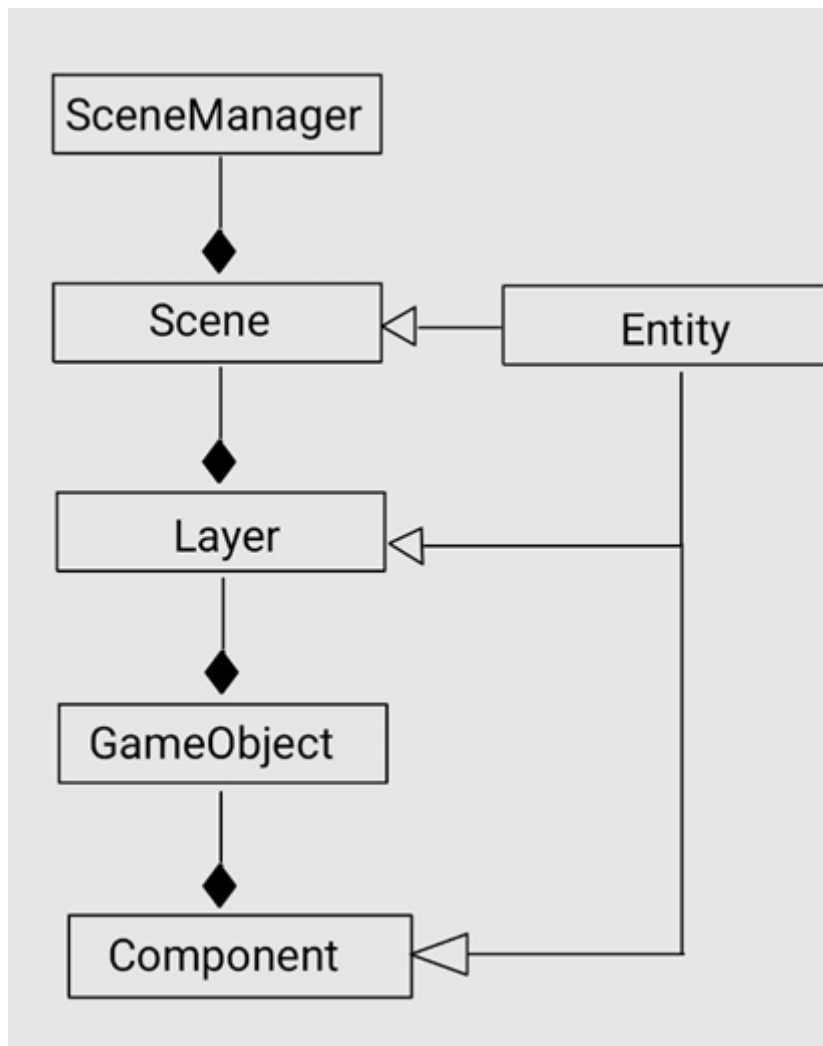 SceneManager
Scene
Entity
Layer
GameObject
Component